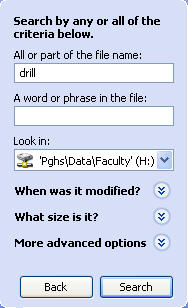 Search by any or all of the
criteria below.
All or part of the file name:
drill
A word or phrase in the file:
Look in:
'Pghs\Data\Faculty' (H:)
When was it modified?
What size is it?
More advanced options
Back
Search